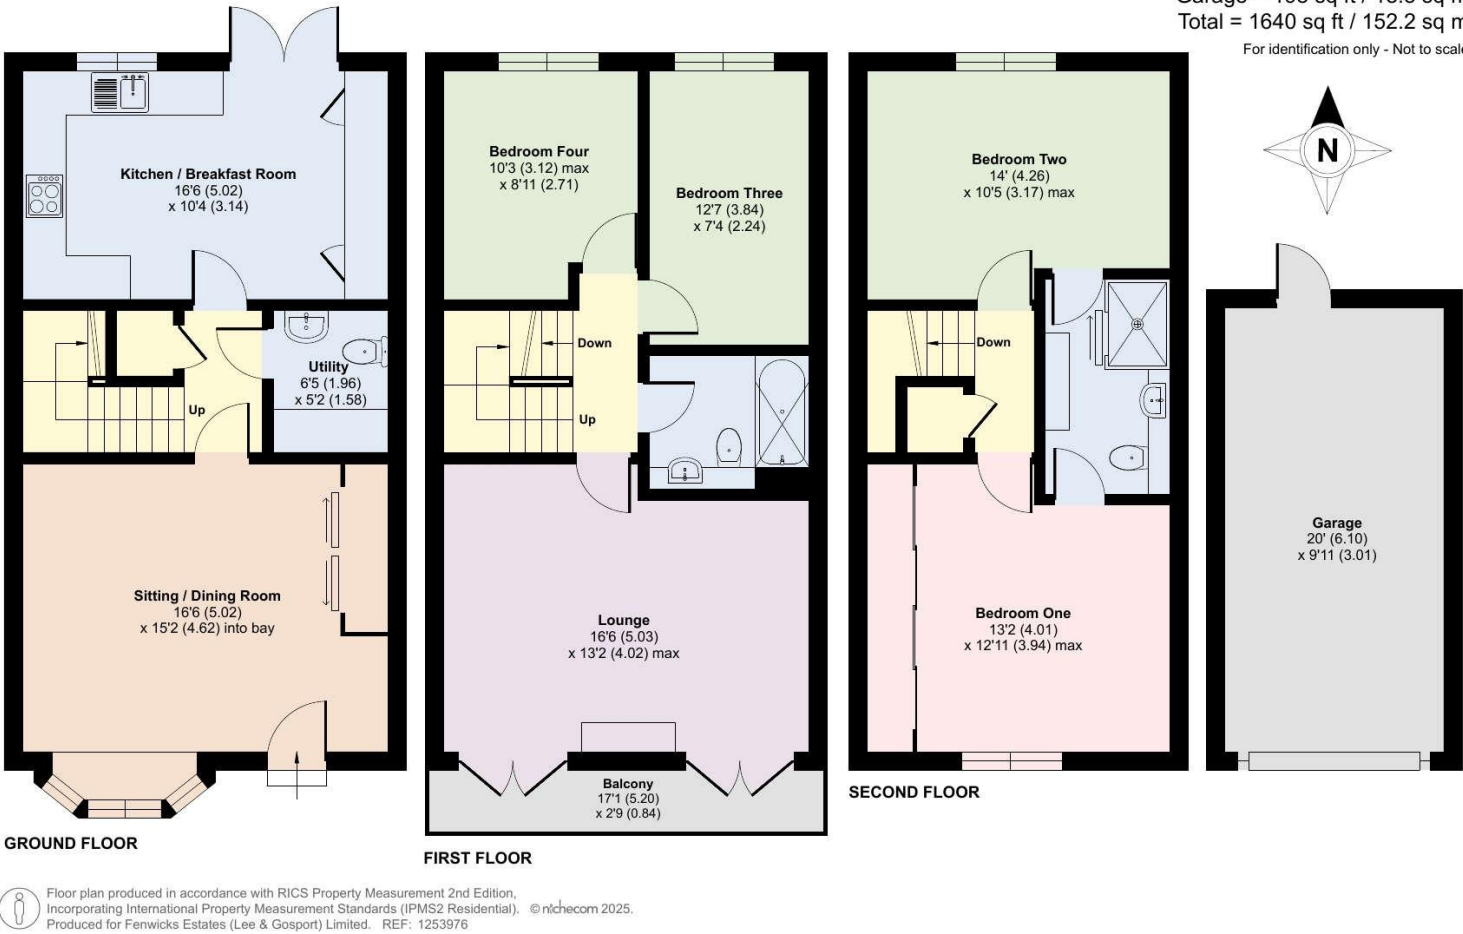 Total = 1640 sq ft / 152.2 sq m
For identification only - Not to scale
N
Kitchen / Breakfast Room
16'6 (5.02)
x 10'4 (3.14)
Utility
6'5 (1.96)
x 5'2 (1.58)
Up
Sitting / Dining Room
16'6 (5.02)
x 15'2 (4.62) into bay
GROUND FLOOR
Bedroom Four
10'3 (3.12) max
x 8'11 (2.71)
Bedroom Three
12'7 (3.84)
x 7'4 (2.24)
Down
Up
Lounge
16'6 (5.03)
x 13'2 (4.02) max
Balcony
17'1 (5.20)
x 2'9 (0.84)
FIRST FLOOR
Bedroom Two
14' (4.26)
x 10'5 (3.17) max
Down
Bedroom One
13'2 (4.01)
x 12'11 (3.94) max
SECOND FLOOR
Garage
20' (6.10)
x 9'11 (3.01)
Floor plan produced in accordance with RICS Property Measurement 2nd Edition,
Incorporating International Property Measurement Standards (IPMS2 Residential). © nichecom 2025.
Produced for Fenwicks Estates (Lee & Gosport) Limited. REF: 1253976